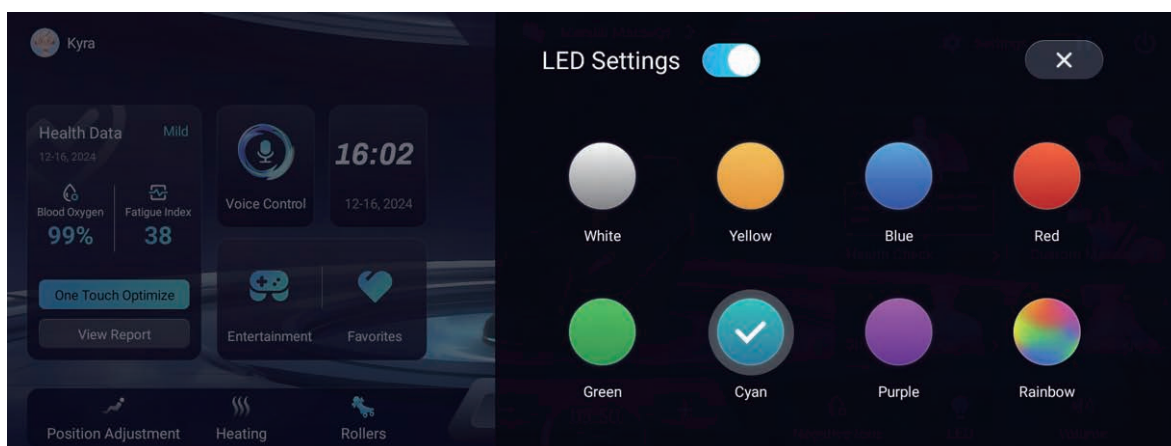 Kyra
Health Data Mild
12-16, 2024
Blood Oxygen
99%
Fatigue Index
38
One Touch Optimize
View Report
Voice Control
16:02
12-16, 2024
Entertainment
Favorites
Position Adjustment
Heating
Rollers
LED Settings
White
Yellow
Blue
Red
Green
Cyan
Purple
Rainbow